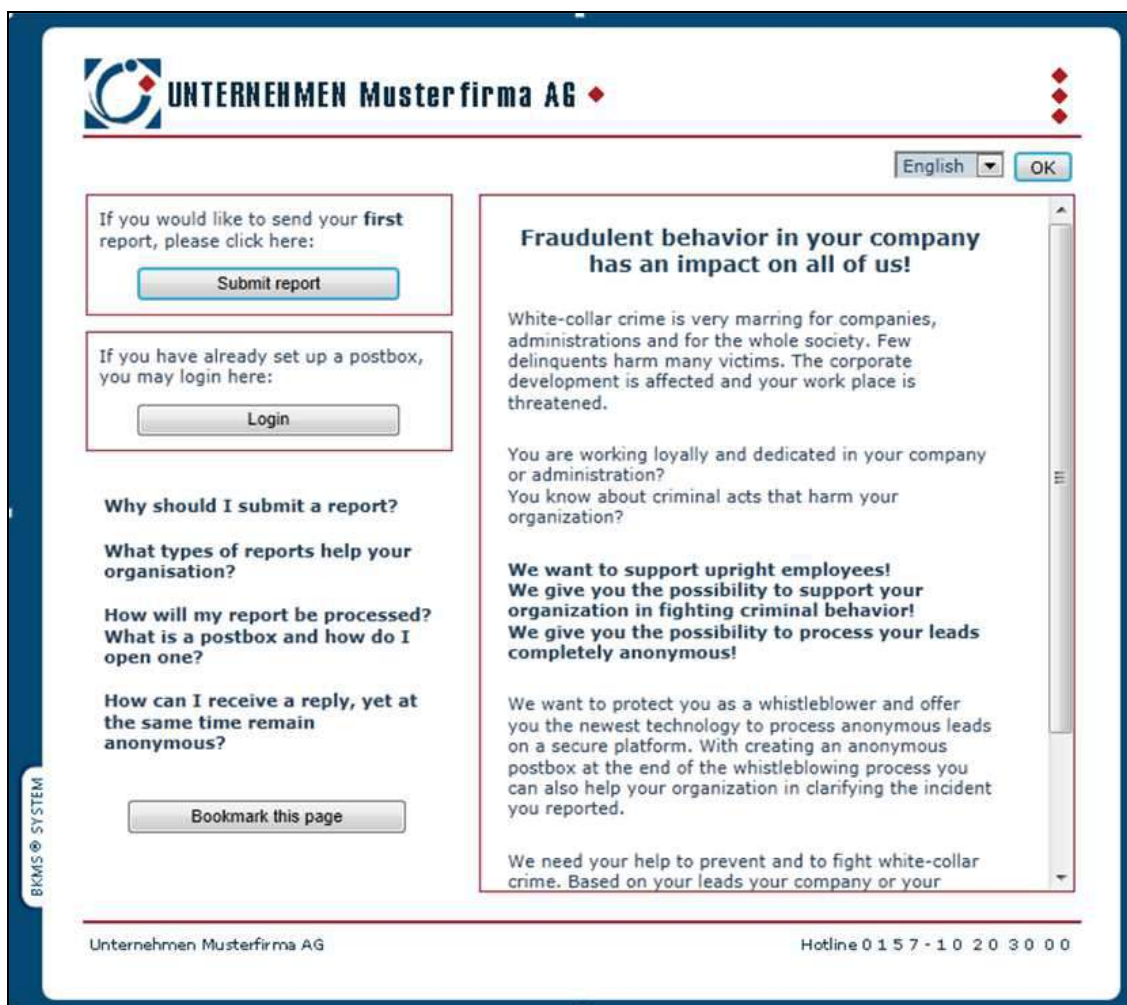 UNTERNEHMEN Musterfirma AG
English
OK
If you would like to send your first
report, please click here:
Submit report
If you have already set up a postbox,
you may login here:
Login
Why should I submit a report?
What types of reports help your
organisation?
How will my report be processed?
What is a postbox and how do I
open one?
How can I receive a reply, yet at
the same time remain
anonymous?
Bookmark this page
BKMS ® SYSTEM
Fraudulent behavior in your company
has an impact on all of us!
White-collar crime is very marring for companies,
administrations and for the whole society. Few
delinquents harm many victims. The corporate
development is affected and your work place is
threatened.
You are working loyally and dedicated in your company
or administration?
You know about criminal acts that harm your
organization?
We want to support upright employees!
We give you the possibility to support your
organization in fighting criminal behavior!
We give you the possibility to process your leads
completely anonymous!
We want to protect you as a whistleblower and offer
you the newest technology to process anonymous leads
on a secure platform. With creating an anonymous
postbox at the end of the whistleblowing process you
can also help your organization in clarifying the incident
you reported.
We need your help to prevent and to fight white-collar
crime. Based on your leads your company or your
Unternehmen Musterfirma AG
Hotline 0 1 5 7 - 1 0 2 0 3 0 0 0